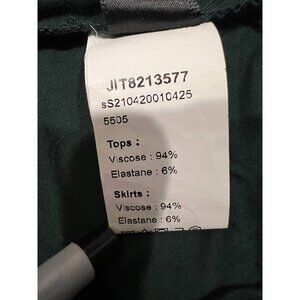 JIT8213577
sS210420010425
5505
Tops :
Viscose : 94%
Elastane : 6%
Skirts :
Viscose : 94%
Elastane : 6%